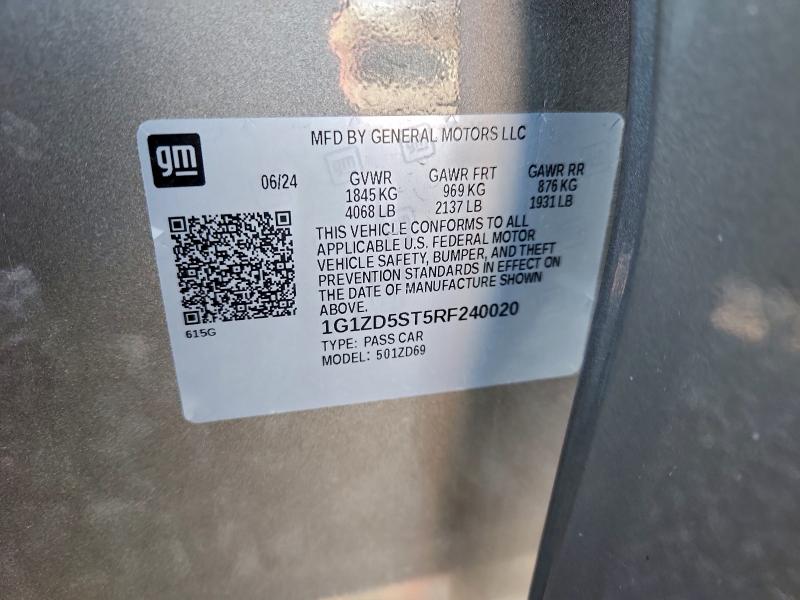 MFD BY GENERAL MOTORS LLC
gm
06/24
GVWR
1845 KG
4068 LB
GAWR FRT
969 KG
2137 LB
GAWR RR
876 KG
1931 LB
THIS VEHICLE CONFORMS TO ALL
APPLICABLE U.S. FEDERAL MOTOR
VEHICLE SAFETY, BUMPER, AND THEFT
PREVENTION STANDARDS IN EFFECT ON
THE DATE OF MANUFACTURE SHOWN
ABOVE.
1G1ZD5ST5RF240020
TYPE: PASS CAR
MODEL: 501ZD69
615G